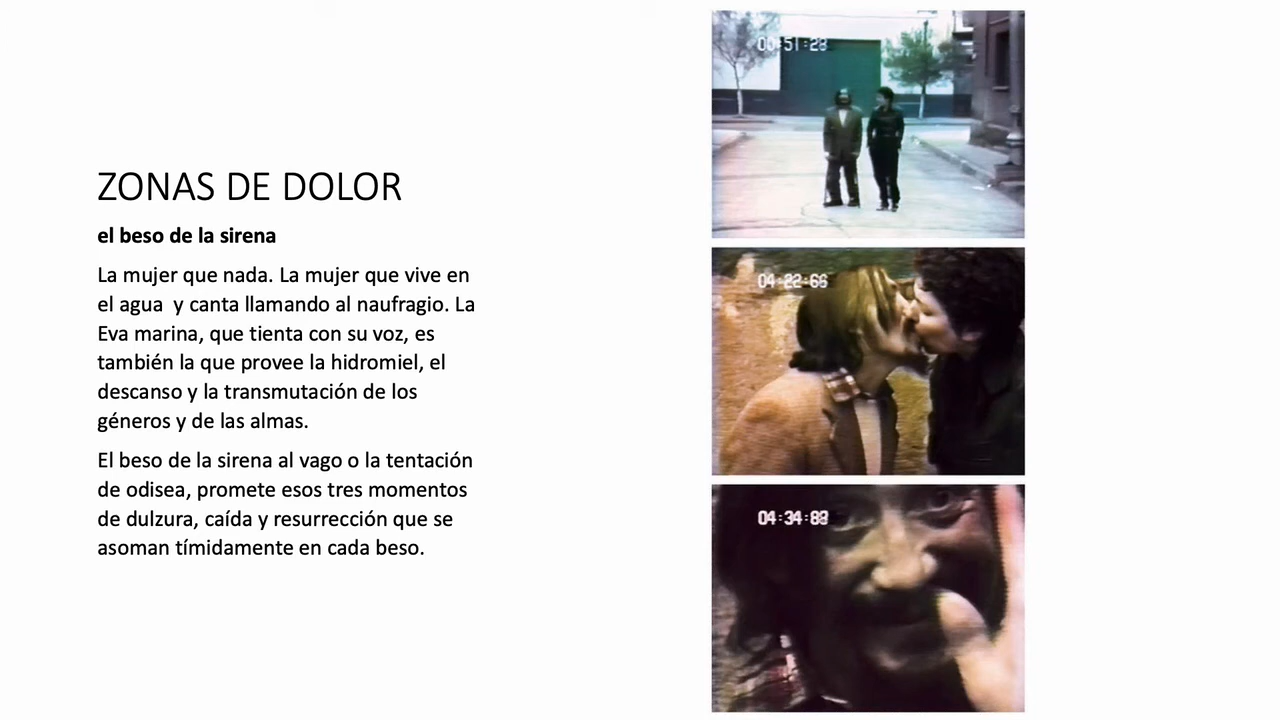 ZONAS DE DOLOR
el beso de la sirena
La mujer que nada. La mujer que vive en
el agua  y canta llamando al naufragio. La
Eva marina, que tienta con su voz, es
también la que provee la hidromiel, el
descanso y la transmutación de los
géneros y de las almas.
El beso de la sirena al vago o la tentación
de odisea, promete esos tres momentos
de dulzura, caída y resurrección que se
asoman tímidamente en cada beso.
00:51:28
04:22:66
04:34:88